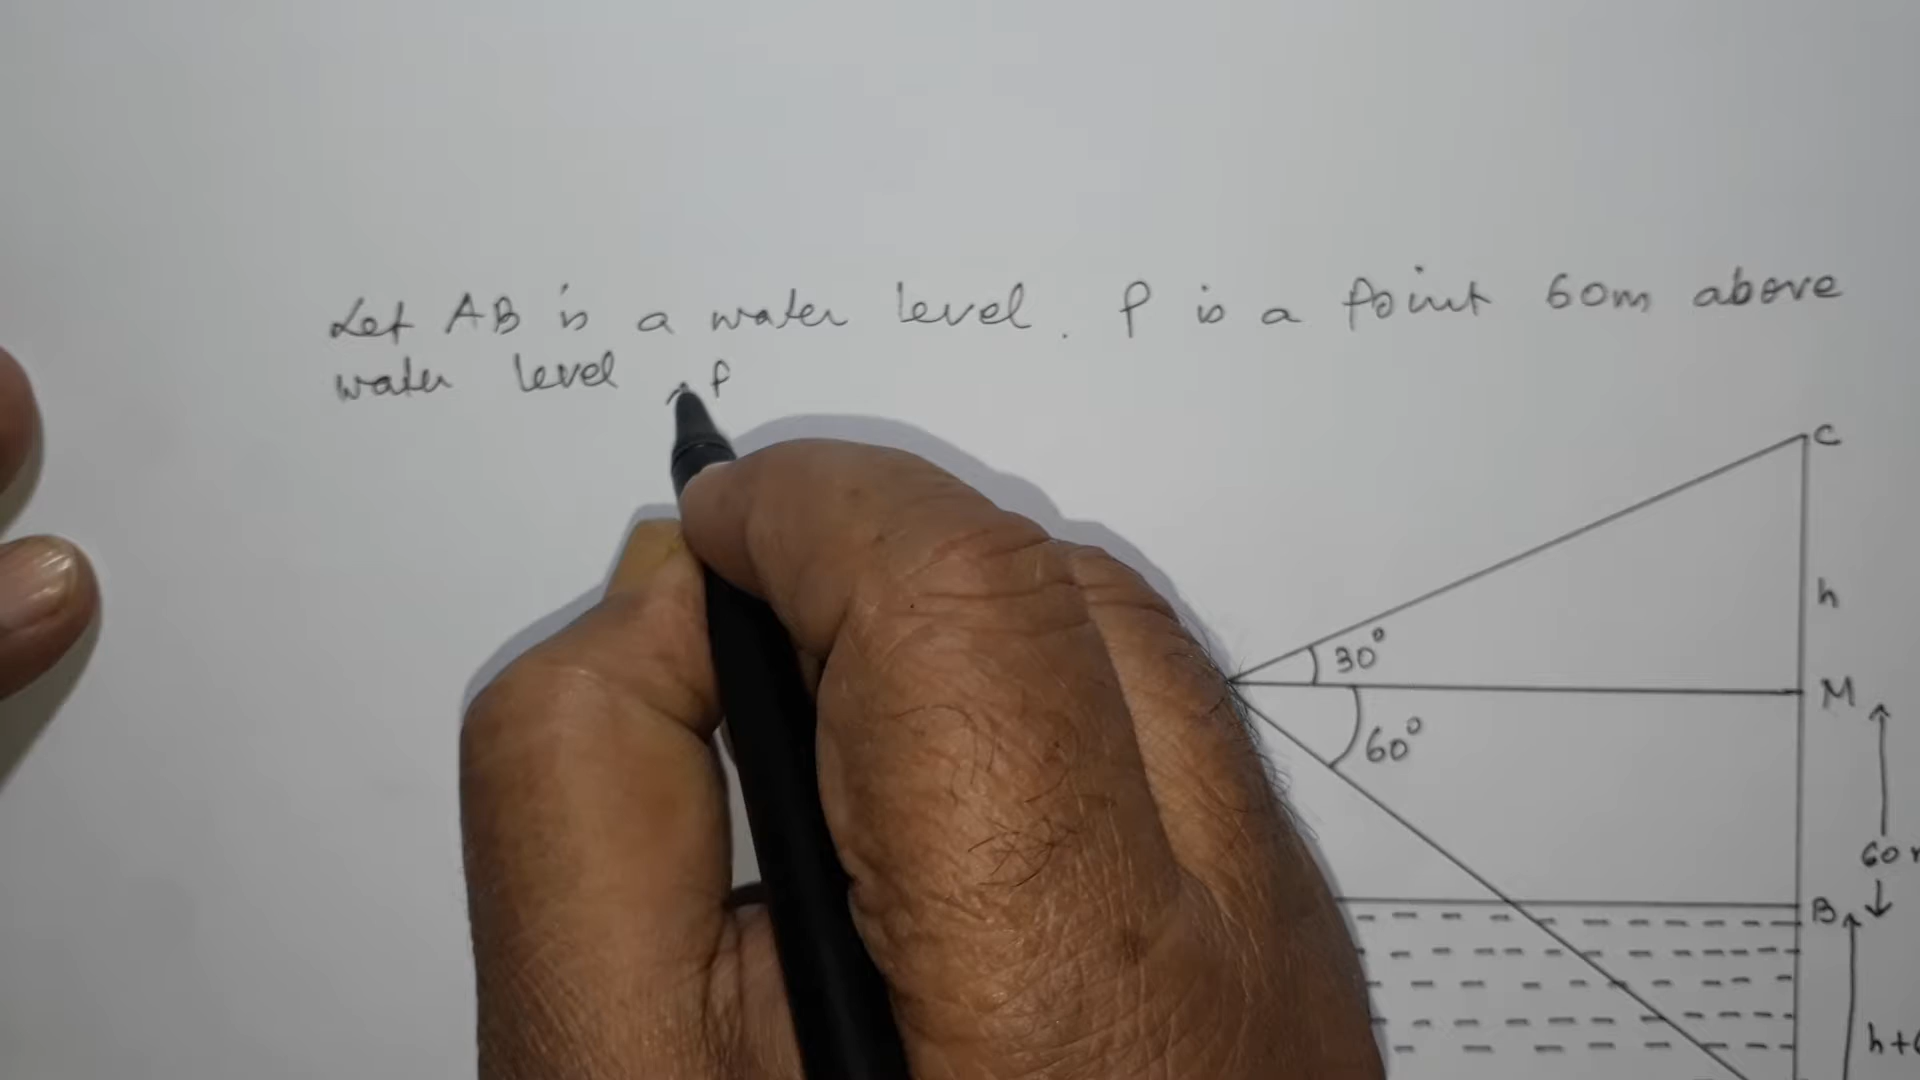 Let AB is a water level. P is a point 60m above
water level P
C
h
30°
M
60°
60
B
h+